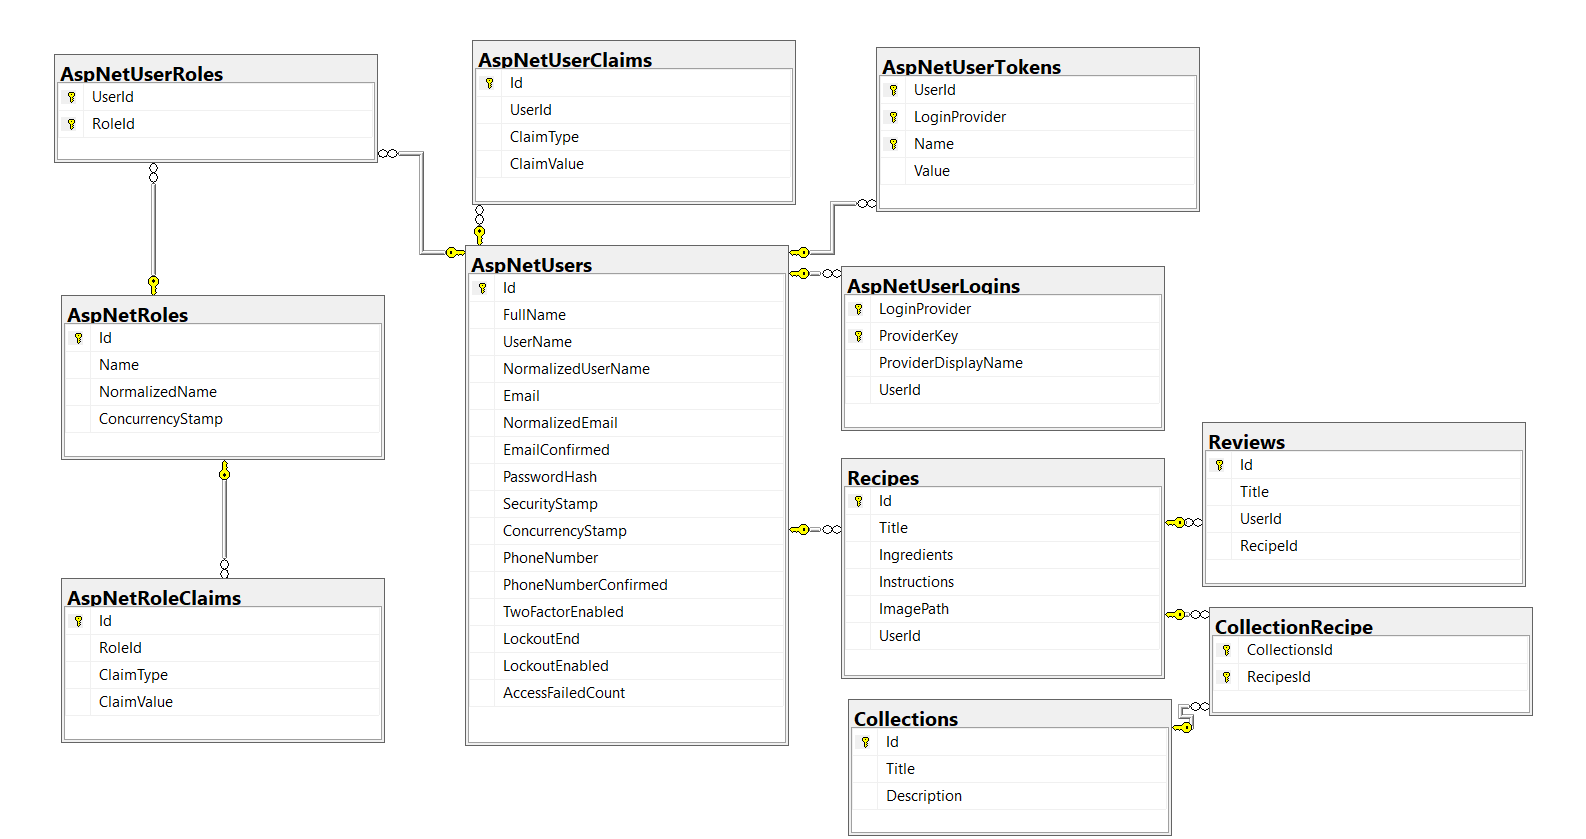 AspNetUserRoles
UserId
RoleId
AspNetUserClaims
Id
UserId
ClaimType
ClaimValue
AspNetUserTokens
UserId
LoginProvider
Name
Value
AspNetRoles
Id
Name
NormalizedName
ConcurrencyStamp
AspNetUsers
Id
FullName
UserName
NormalizedUserName
Email
NormalizedEmail
EmailConfirmed
PasswordHash
SecurityStamp
ConcurrencyStamp
PhoneNumber
PhoneNumberConfirmed
TwoFactorEnabled
LockoutEnd
LockoutEnabled
AccessFailedCount
AspNetUserLogins
LoginProvider
ProviderKey
ProviderDisplayName
UserId
Reviews
Id
Title
UserId
RecipeId
Recipes
Id
Title
Ingredients
Instructions
ImagePath
UserId
AspNetRoleClaims
Id
RoleId
ClaimType
ClaimValue
CollectionRecipe
CollectionsId
RecipesId
Collections
Id
Title
Description